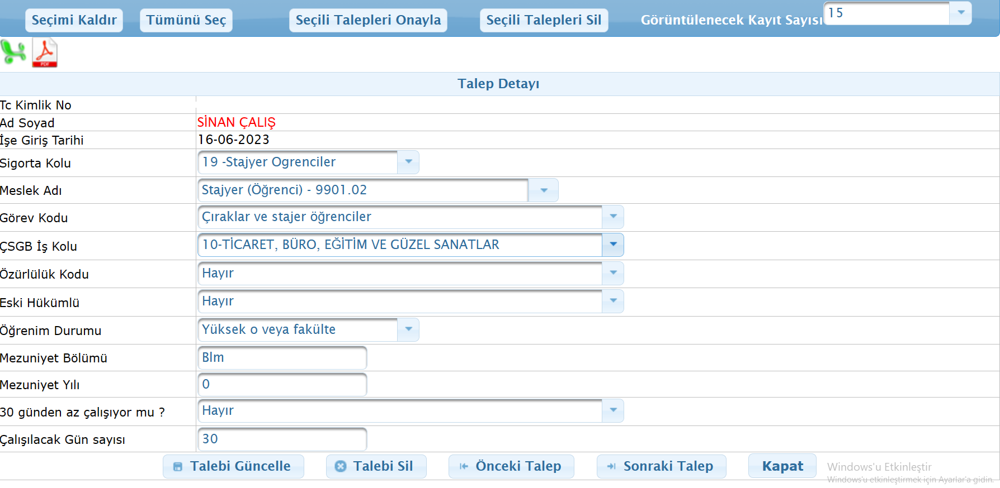 Seçimi Kaldır Tümünü Seç Seçili Talepleri Onayla Seçili Talepleri Sil Görüntülenecek Kayıt Sayısı 15
PDF
Talep Detayı
Tc Kimlik No
Ad Soyad SİNAN ÇALIŞ
İşe Giriş Tarihi 16-06-2023
Sigorta Kolu 19 -Stajyer Ogrenciler
Meslek Adı Stajyer (Öğrenci) - 9901.02
Görev Kodu Çıraklar ve stajer öğrenciler
ÇSGB İş Kolu 10-TİCARET, BÜRO, EĞİTİM VE GÜZEL SANATLAR
Özürlülük Kodu Hayır
Eski Hükümlü Hayır
Öğrenim Durumu Yüksek o veya fakülte
Mezuniyet Bölümü Blm
Mezuniyet Yılı 0
30 günden az çalışıyor mu ? Hayır
Çalışılacak Gün sayısı 30
Talebi Güncelle Talebi Sil Önceki Talep Sonraki Talep Kapat
Windows'u Etkinleştir
Windows'u etkinleştirmek için Ayarlar'a gidin.